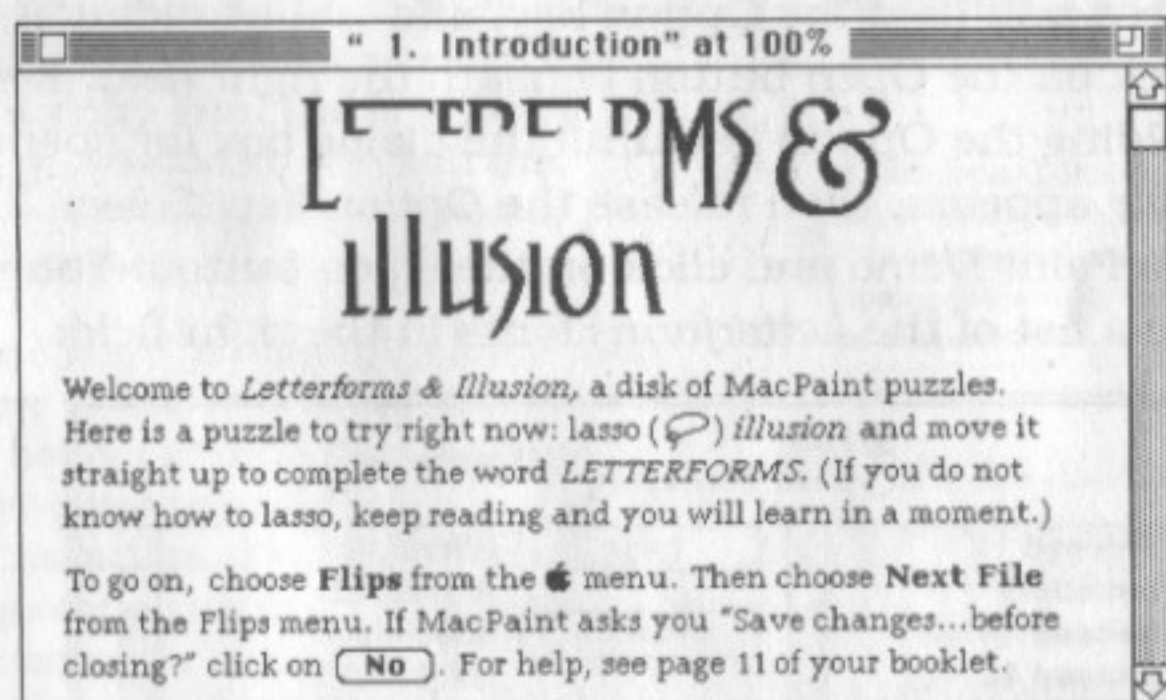 " 1. Introduction" at 100%
LETTERFORMS &
illusion
Welcome to Letterforms & Illusion, a disk of MacPaint puzzles.
Here is a puzzle to try right now: lasso ( ) illusion and move it
straight up to complete the word LETTERFORMS. (If you do not
know how to lasso, keep reading and you will learn in a moment.)
To go on, choose Flips from the menu. Then choose Next File
from the Flips menu. If MacPaint asks you "Save changes...before
closing?" click on No . For help, see page 11 of your booklet.